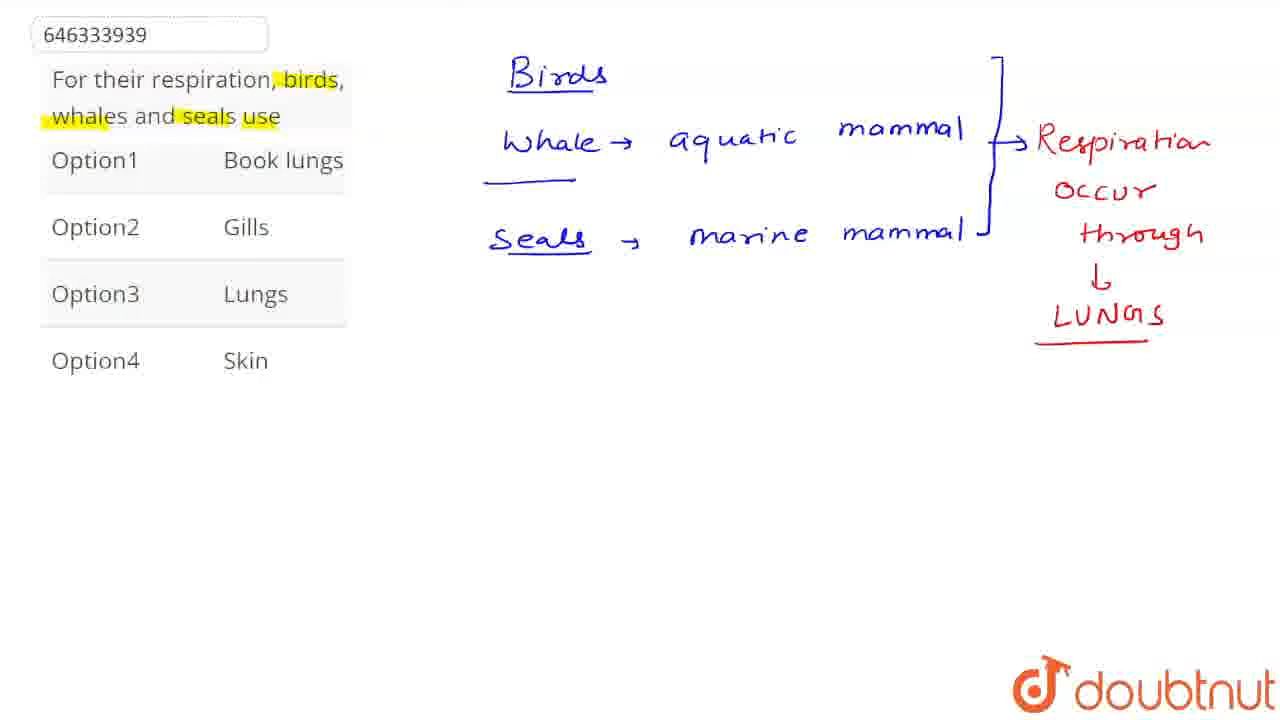 646333939
For their respiration, birds,
whales and seals use
Option1 Book lungs
Option2 Gills
Option3 Lungs
Option4 Skin
Birds
Whale → aquatic mammal
Seals → marine mammal
→ Respiration
occur
through
↓
LUNGS
doubtnut